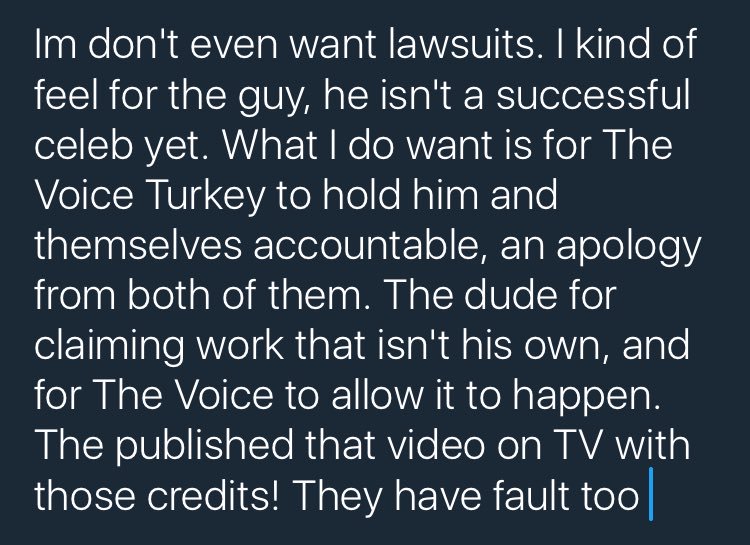 Im don't even want lawsuits. I kind of
feel for the guy, he isn't a successful
celeb yet. What I do want is for The
Voice Turkey to hold him and
themselves accountable, an apology
from both of them. The dude for
claiming work that isn't his own, and
for The Voice to allow it to happen.
The published that video on TV with
those credits! They have fault too